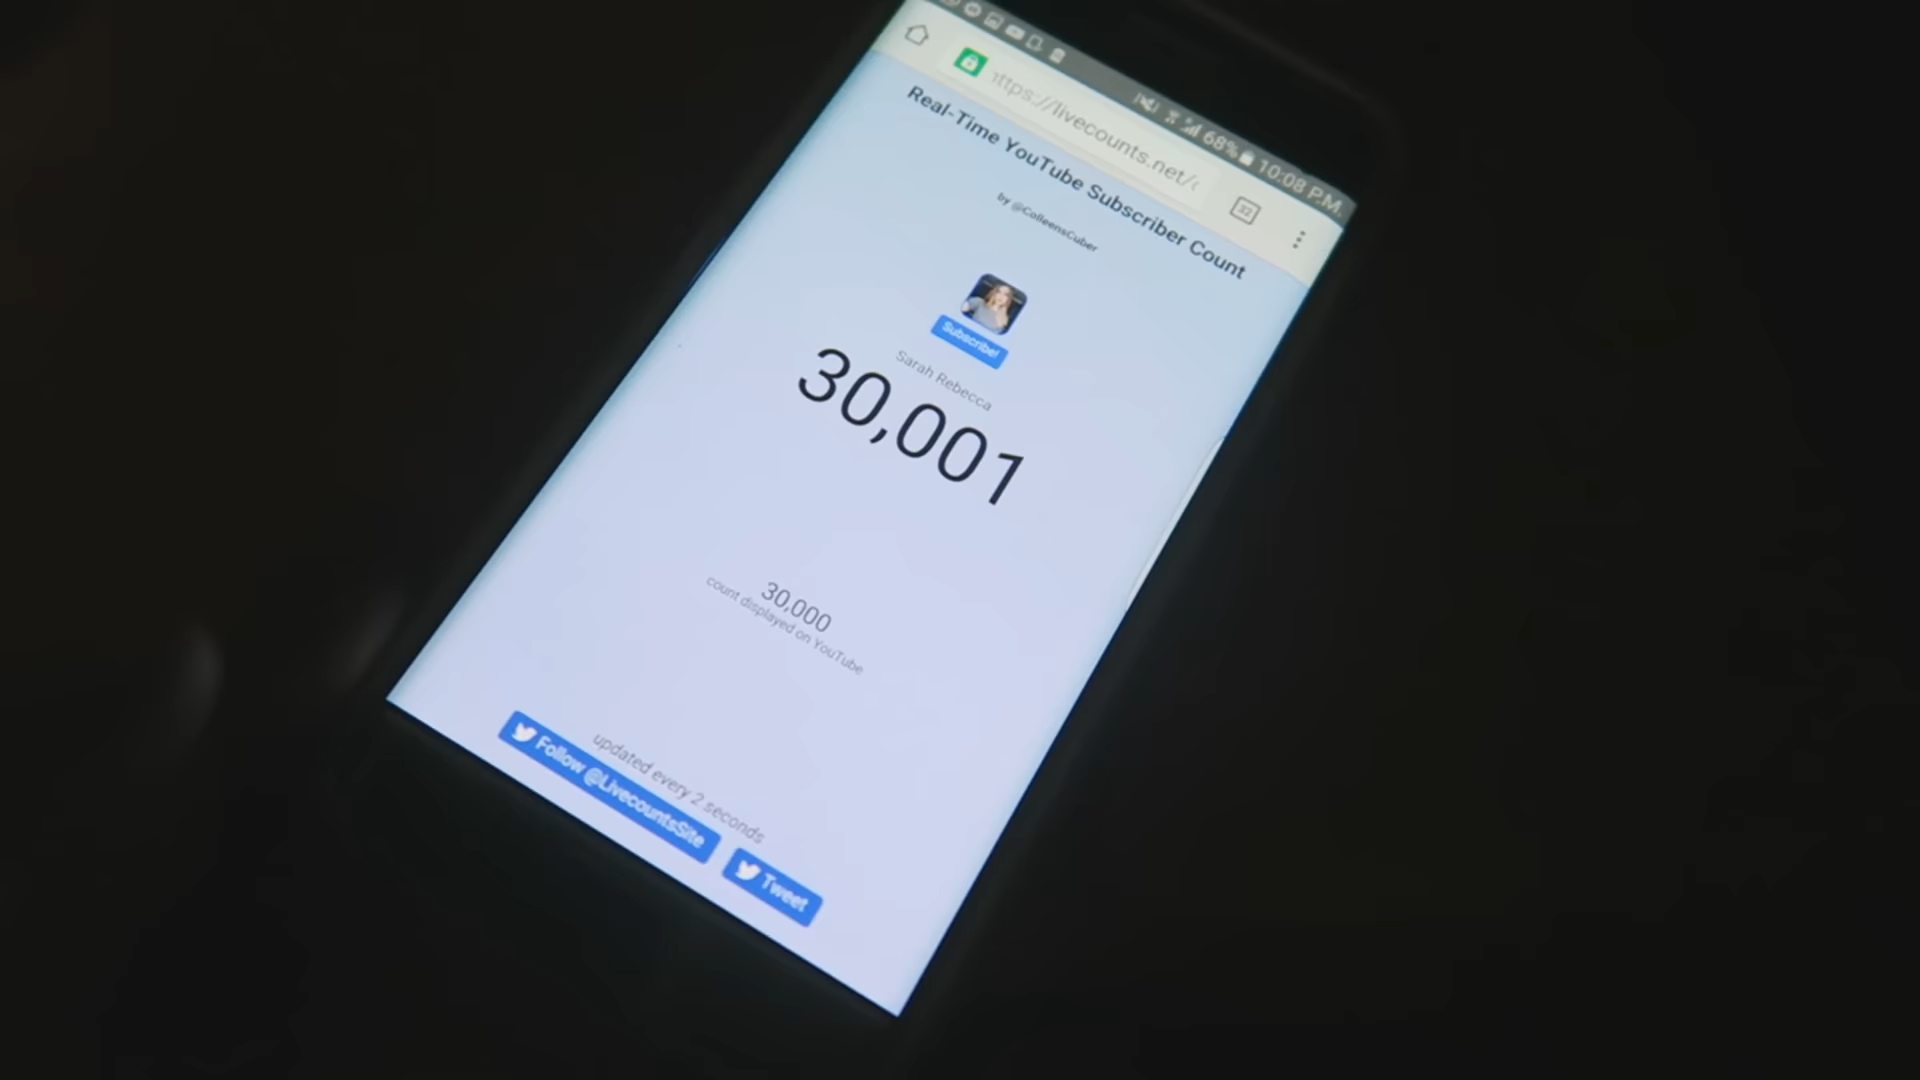 68% 10:08 P.M.
https://livecounts.net/
32
Real-Time YouTube Subscriber Count
by @ColleensCuber
Subscribe!
Sarah Rebecca
30,001
30,000
count displayed on YouTube
updated every 2 seconds
Follow @LivecountsSite
Tweet